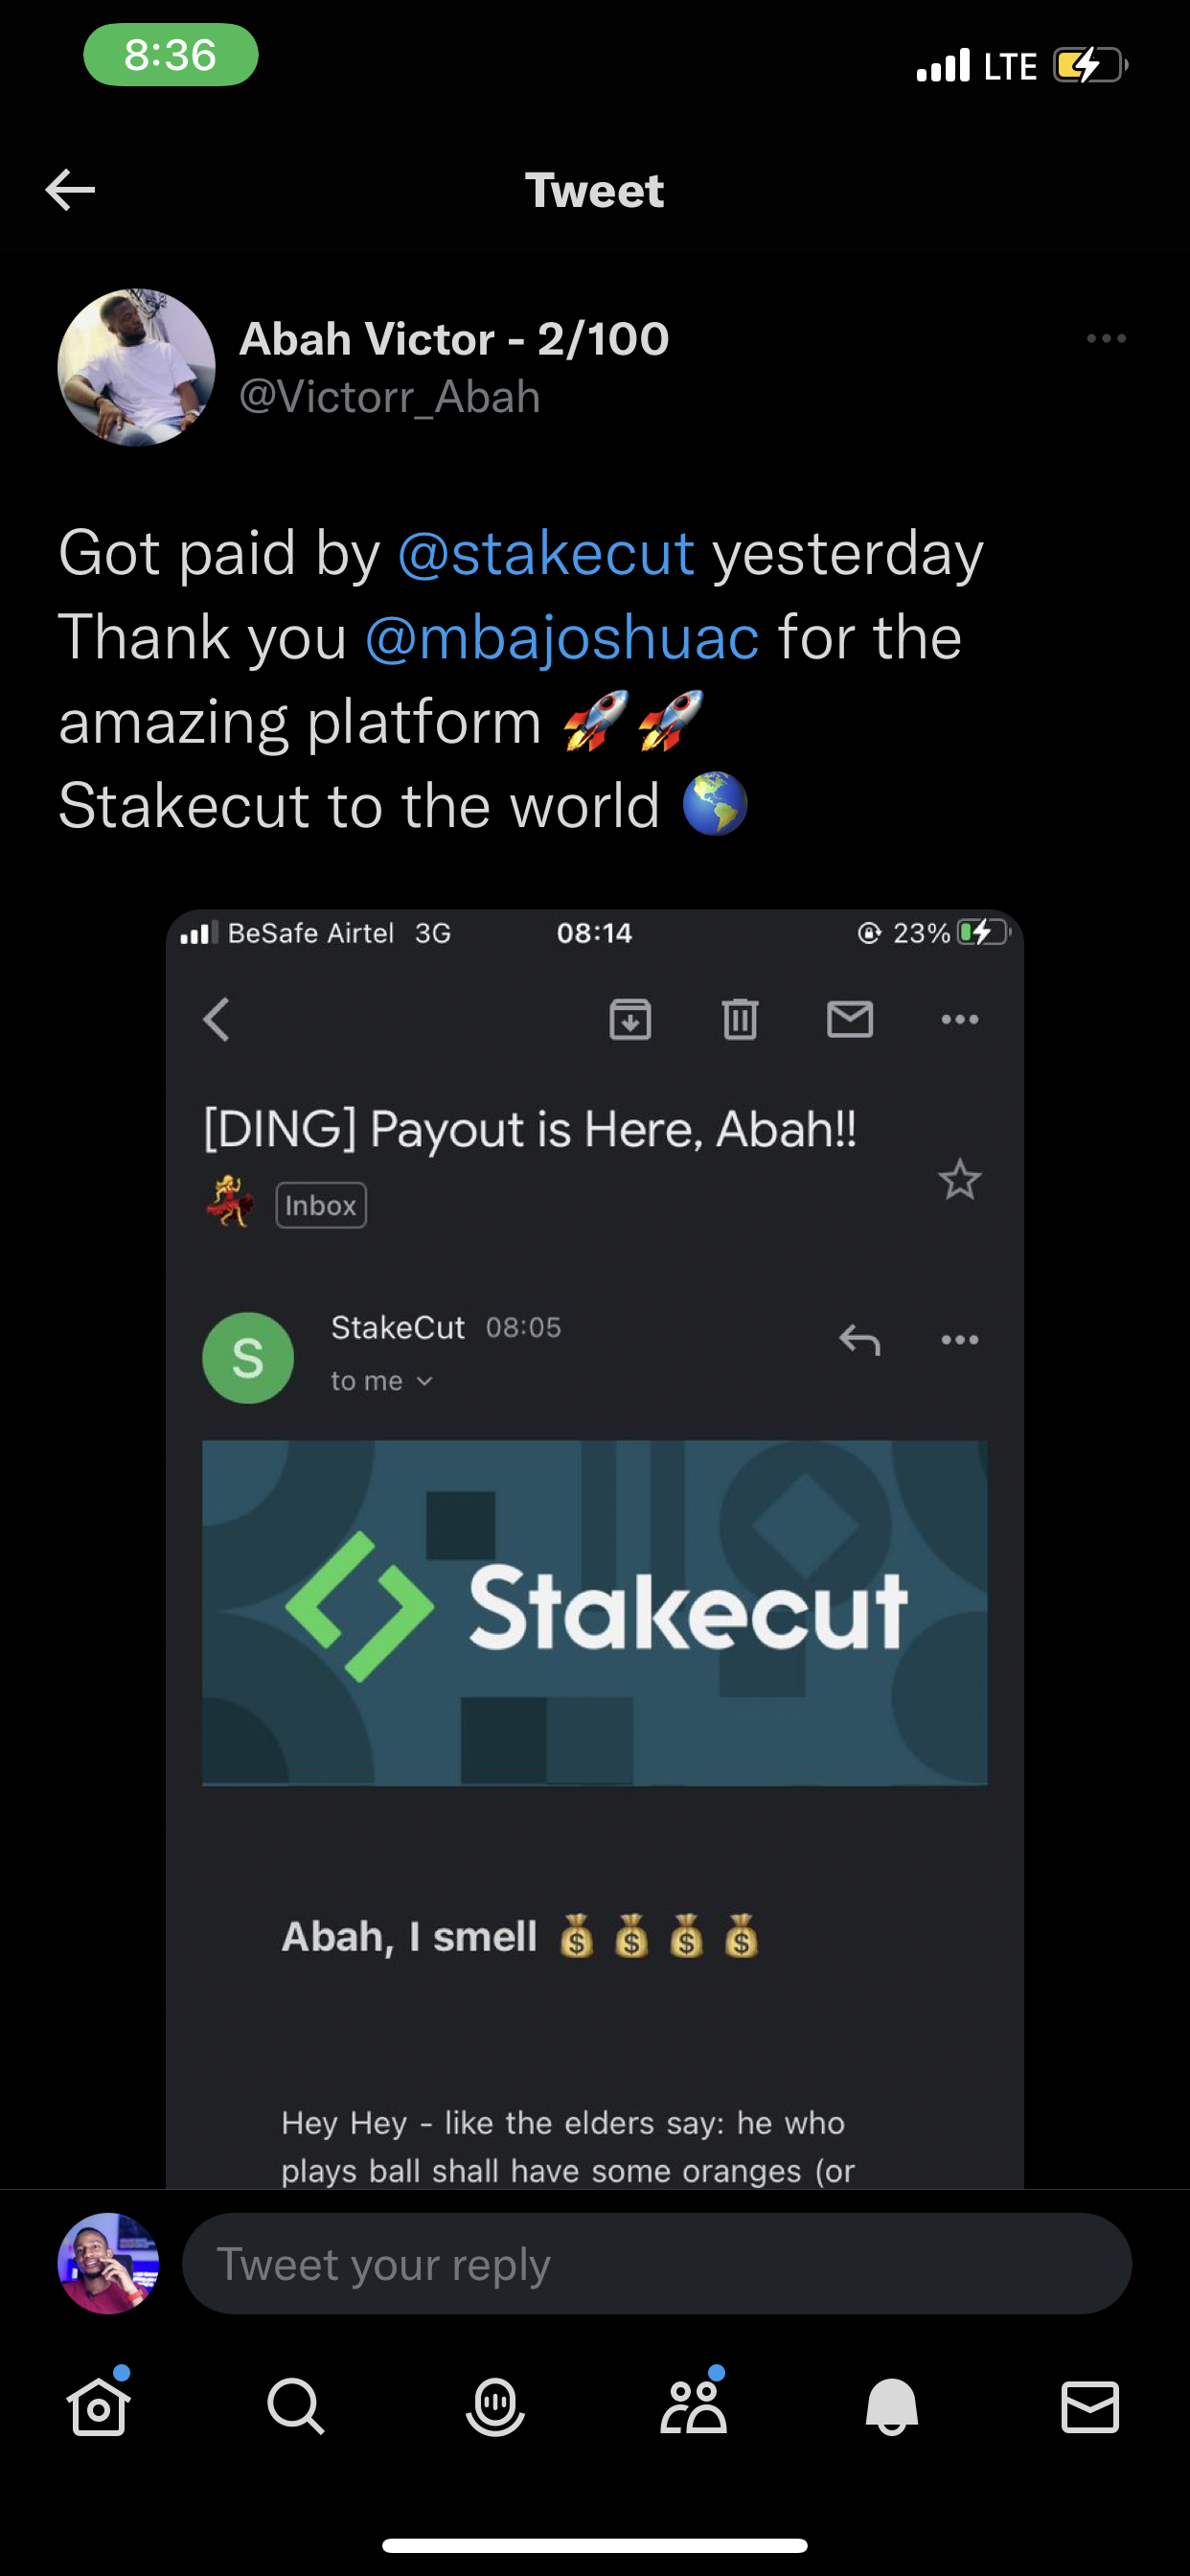 8:36
LTE
Tweet
Abah Victor - 2/100
@Victorr_Abah
Got paid by @stakecut yesterday
Thank you @mbajoshuac for the
amazing platform 🚀🚀
Stakecut to the world 🌎
BeSafe Airtel 3G 08:14 23%
[DING] Payout is Here, Abah!!
💃 Inbox
S
StakeCut 08:05
to me
Stakecut
Abah, I smell 💰 💰 💰 💰
Hey Hey - like the elders say: he who
plays ball shall have some oranges (or
Tweet your reply